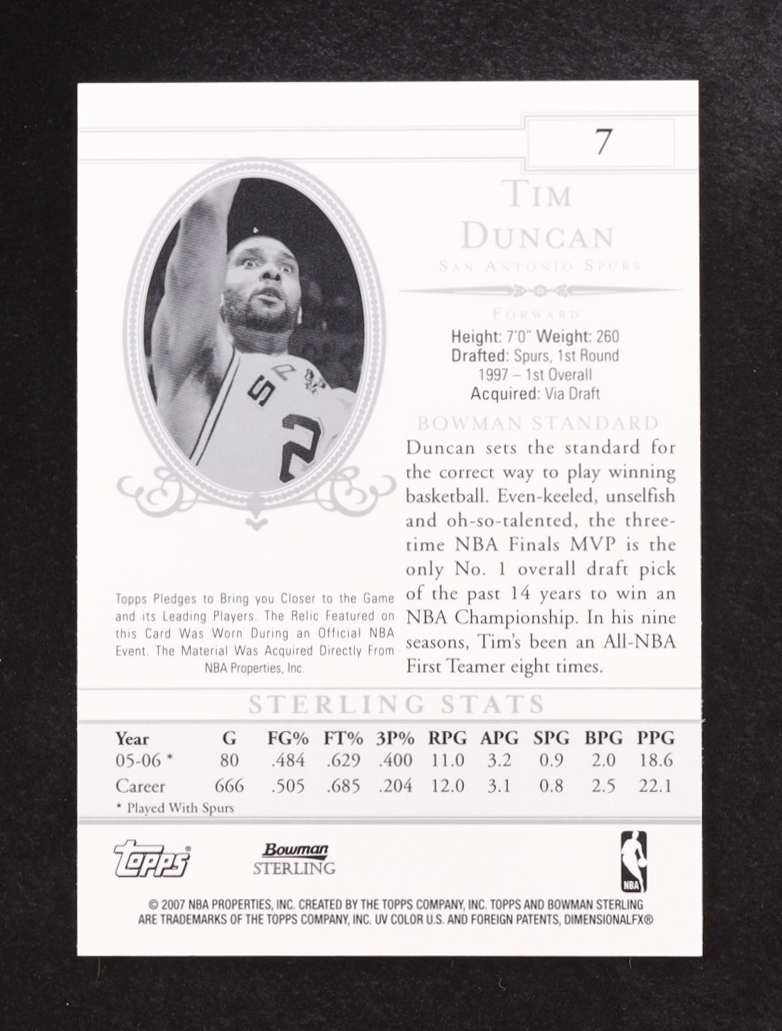 7
TIM
DUNCAN
SAN ANTONIO SPURS
FORWARD
Height: 7'0" Weight: 260
Drafted: Spurs, 1st Round
1997 – 1st Overall
Acquired: Via Draft
BOWMAN STANDARD
Duncan sets the standard for
the correct way to play winning
basketball. Even-keeled, unselfish
and oh-so-talented, the three-
time NBA Finals MVP is the
only No. 1 overall draft pick
of the past 14 years to win an
NBA Championship. In his nine
seasons, Tim's been an All-NBA
First Teamer eight times.
SP
2
Topps Pledges to Bring you Closer to the Game
and its Leading Players. The Relic Featured on
this Card Was Worn During an Official NBA
Event. The Material Was Acquired Directly From
NBA Properties, Inc.
STERLING STATS
Year G FG% FT% 3P% RPG APG SPG BPG PPG
05-06 * 80 .484 .629 .400 11.0 3.2 0.9 2.0 18.6
Career 666 .505 .685 .204 12.0 3.1 0.8 2.5 22.1
* Played With Spurs
Topps®
Bowman
STERLING
NBA
© 2007 NBA PROPERTIES, INC. CREATED BY THE TOPPS COMPANY, INC. TOPPS AND BOWMAN STERLING
ARE TRADEMARKS OF THE TOPPS COMPANY, INC. UV COLOR U.S. AND FOREIGN PATENTS, DIMENSIONALFX®